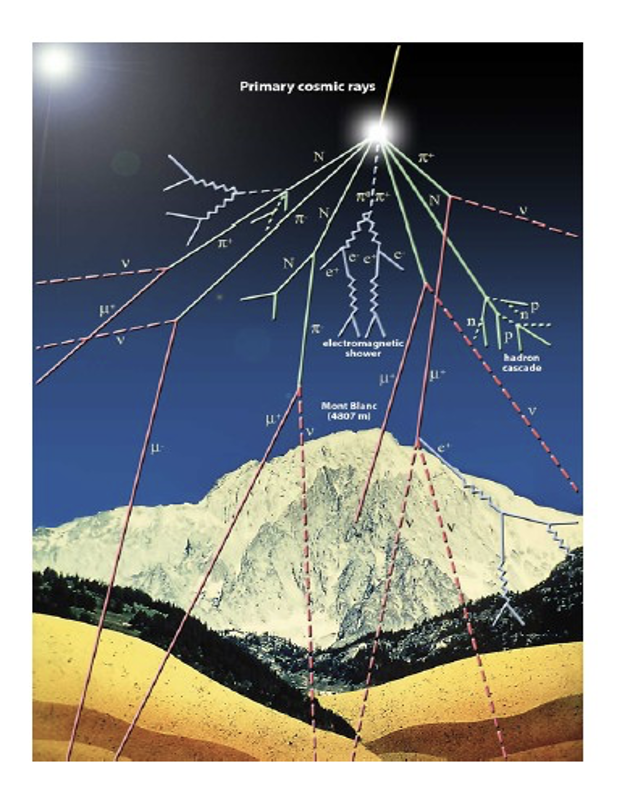 Primary cosmic rays
N
π+
π⁰
π+
N
N
π-
ν
π+
N
e-
e-
e+
e+
ν
p
n
n
p
μ+
ν
electromagnetic
shower
hadron
cascade
π-
μ+
μ+
Mont Blanc
(4807 m)
ν
μ+
ν
e+
μ-
ν
ν